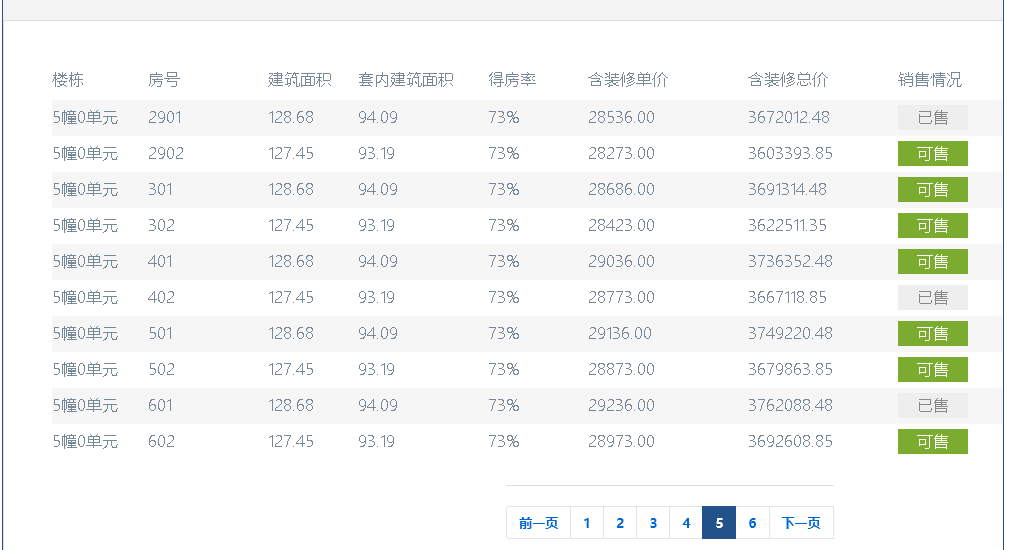 楼栋 房号 建筑面积 套内建筑面积 得房率 含装修单价 含装修总价 销售情况
5幢0单元 2901 128.68 94.09 73% 28536.00 3672012.48 已售
5幢0单元 2902 127.45 93.19 73% 28273.00 3603393.85 可售
5幢0单元 301 128.68 94.09 73% 28686.00 3691314.48 可售
5幢0单元 302 127.45 93.19 73% 28423.00 3622511.35 可售
5幢0单元 401 128.68 94.09 73% 29036.00 3736352.48 可售
5幢0单元 402 127.45 93.19 73% 28773.00 3667118.85 已售
5幢0单元 501 128.68 94.09 73% 29136.00 3749220.48 可售
5幢0单元 502 127.45 93.19 73% 28873.00 3679863.85 可售
5幢0单元 601 128.68 94.09 73% 29236.00 3762088.48 已售
5幢0单元 602 127.45 93.19 73% 28973.00 3692608.85 可售
前一页 1 2 3 4 5 6 下一页